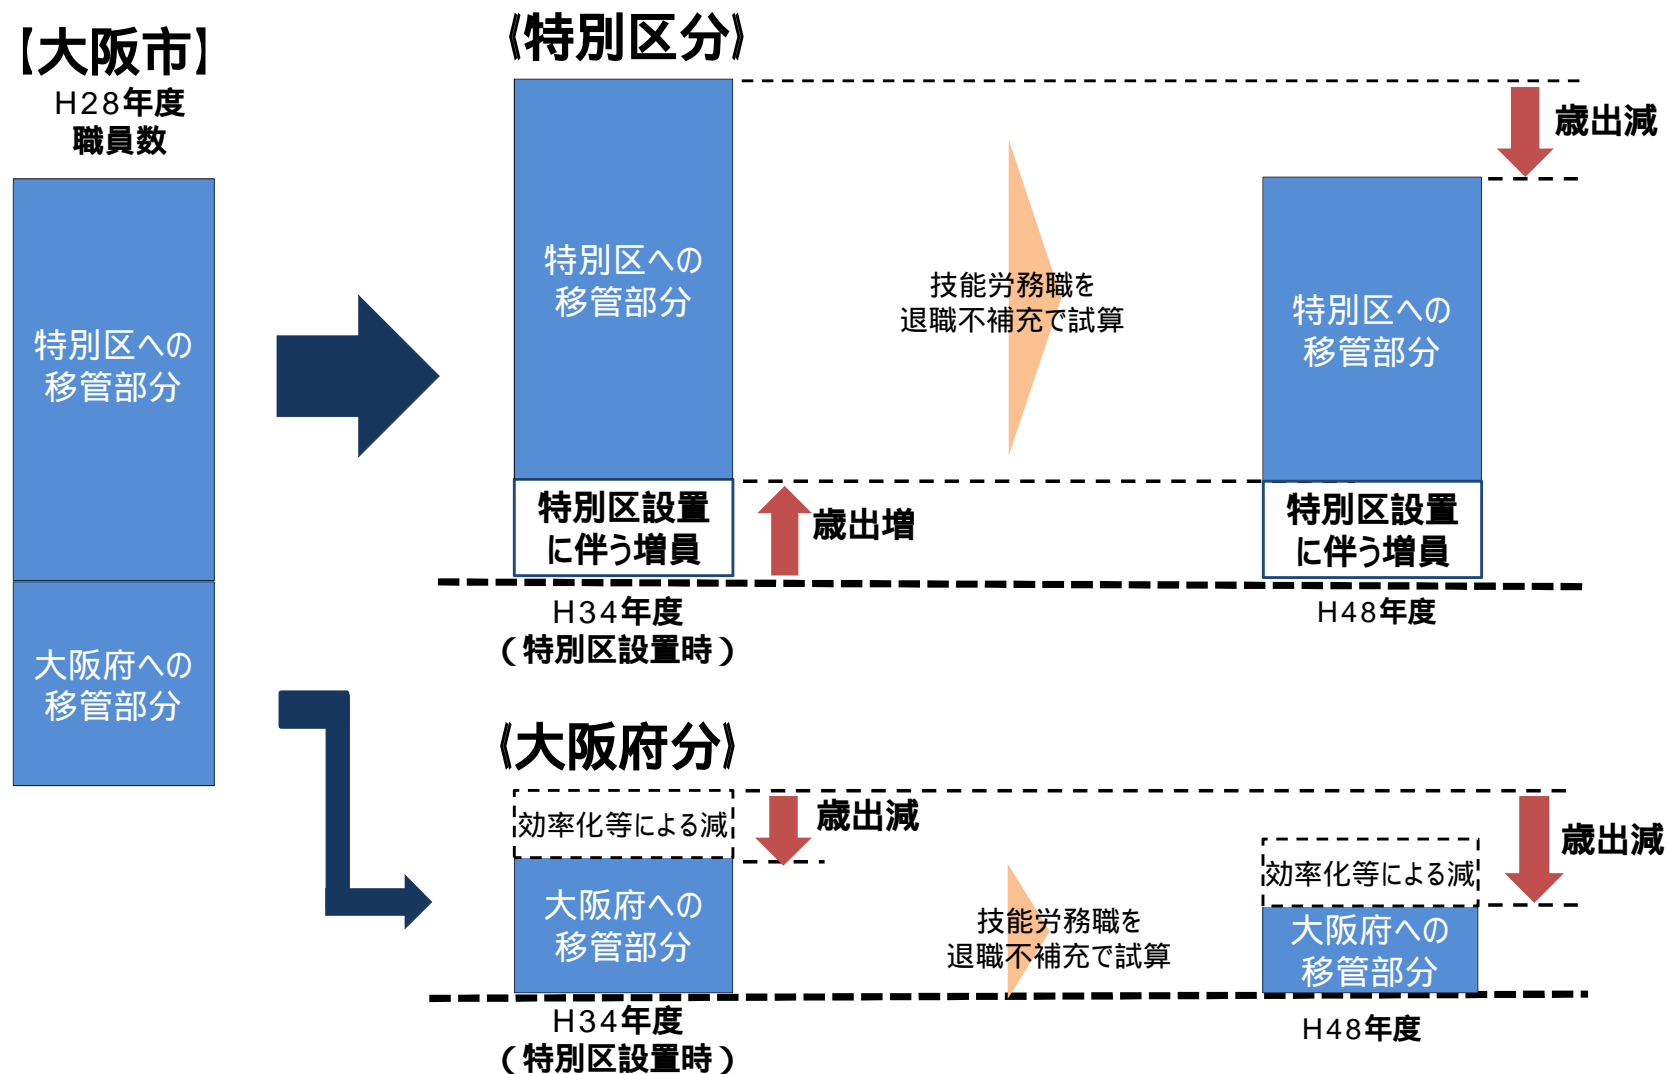 【大阪市】
H28年度
職員数
特別区への
移管部分
大阪府への
移管部分
《特別区分》
特別区への
移管部分
特別区設置
に伴う増員
歳出増
H34年度
(特別区設置時)
技能労務職を
退職不補充で試算
歳出減
特別区への
移管部分
特別区設置
に伴う増員
H48年度
《大阪府分》
効率化等による減
歳出減
大阪府への
移管部分
H34年度
(特別区設置時)
技能労務職を
退職不補充で試算
歳出減
効率化等による減
大阪府への
移管部分
H48年度